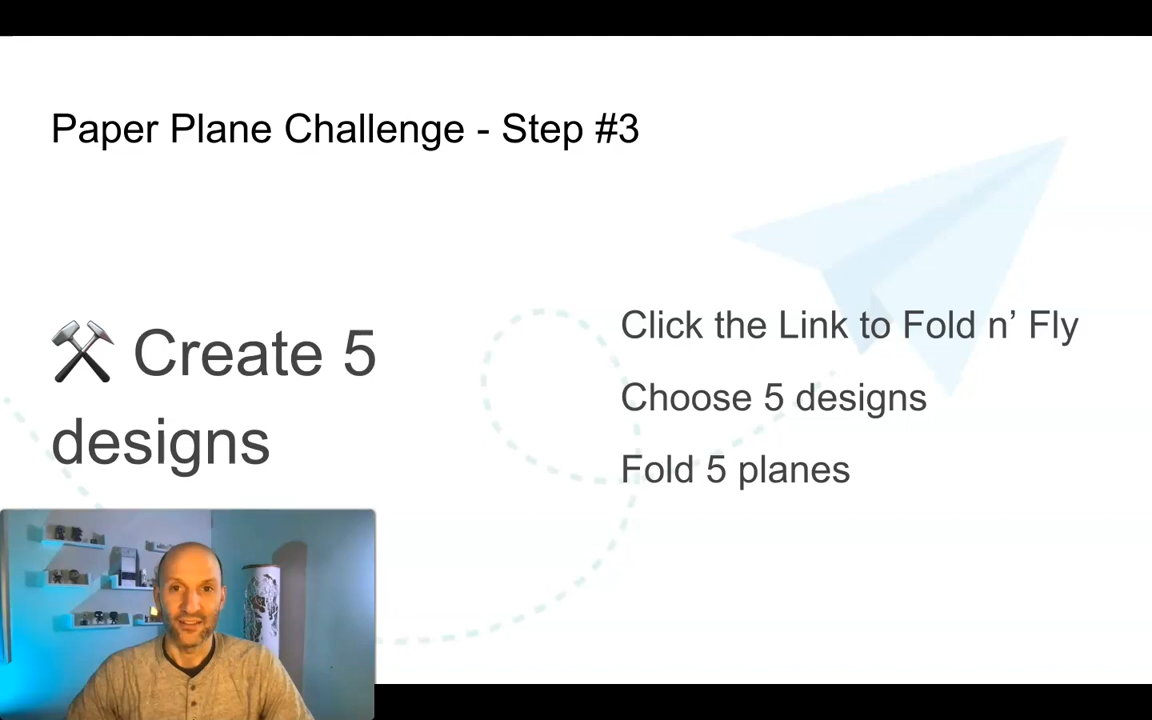 Paper Plane Challenge - Step #3
⚒ Create 5
designs
Click the Link to Fold n’ Fly
Choose 5 designs
Fold 5 planes